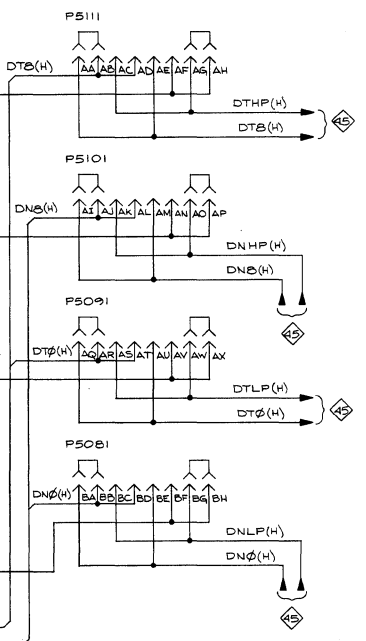 P5111
DT8(H)
AA AB AC AD AE AF AG AH
DTHP(H)
45
DT8(H)
P5101
DN8(H)
AI AJ AK AL AM AN AO AP
DNHP(H)
DN8(H)
45
P5091
DTØ(H)
AQ AR AS AT AU AV AW AX
DTLP(H)
45
DTØ(H)
P5081
DNØ(H)
BA BB BC BD BE BF BG BH
DNLP(H)
DNØ(H)
45